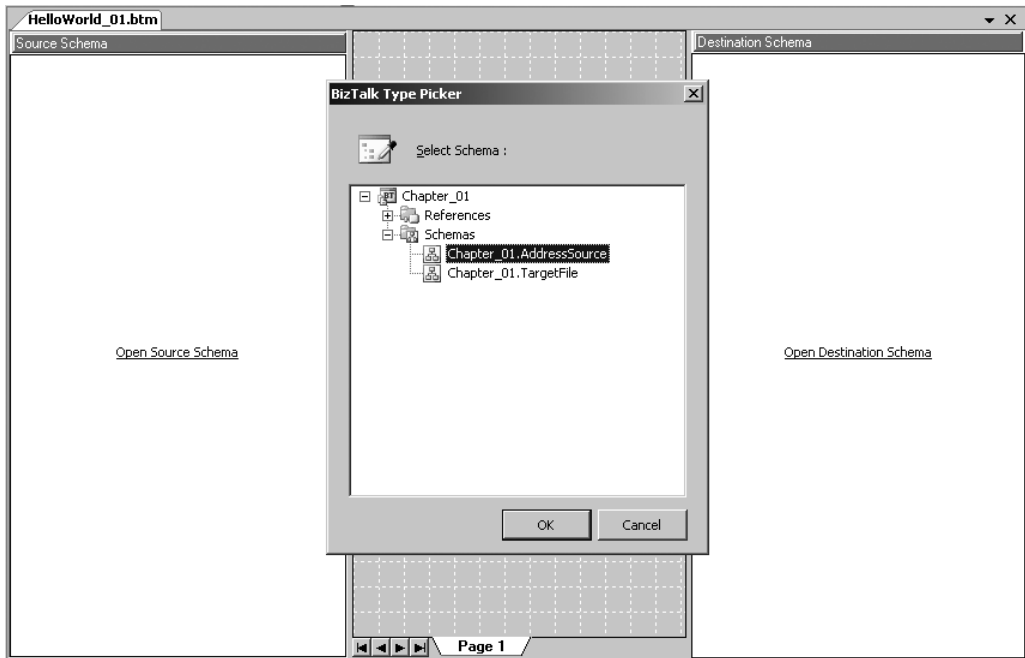 HelloWorld_01.btm
Source Schema
Destination Schema
BizTalk Type Picker
Select Schema :
Chapter_01
References
Schemas
Chapter_01.AddressSource
Chapter_01.TargetFile
Open Source Schema
Open Destination Schema
OK
Cancel
Page 1